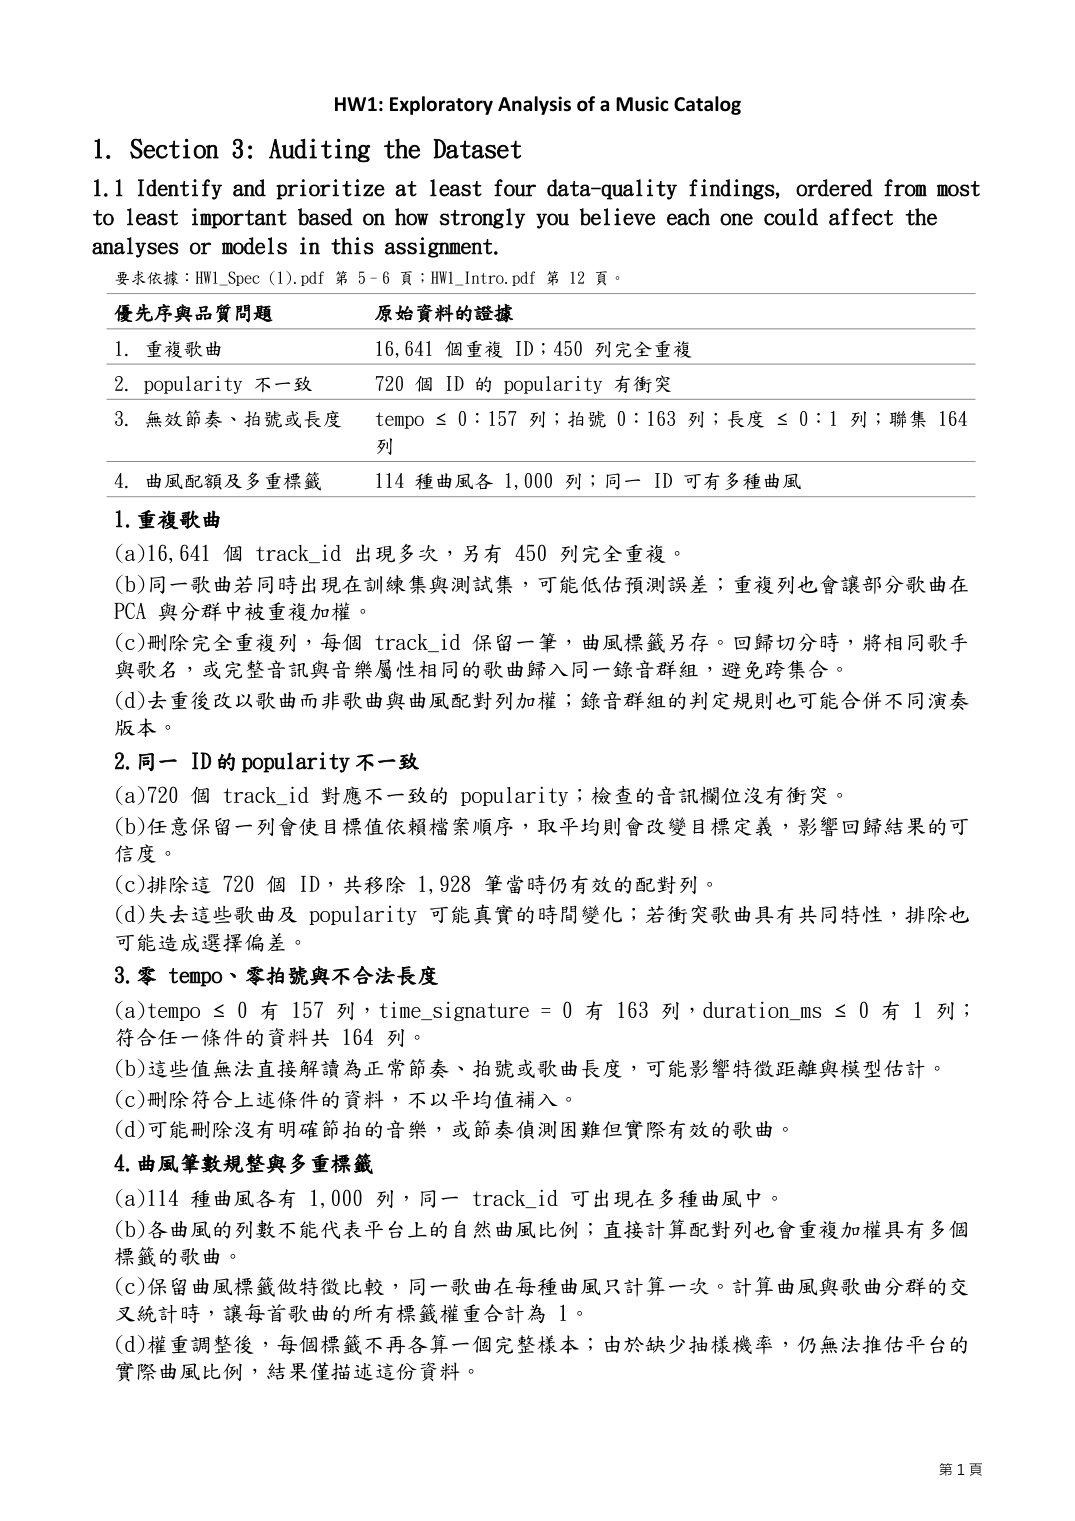 HW1: Exploratory Analysis of a Music Catalog
1. Section 3: Auditing the Dataset
1.1 Identify and prioritize at least four data-quality findings, ordered from most
to least important based on how strongly you believe each one could affect the
analyses or models in this assignment.
要求依據：HW1_Spec (1).pdf 第 5–6 頁；HW1_Intro.pdf 第 12 頁。
優先序與品質問題 原始資料的證據
1. 重複歌曲 16,641 個重複 ID；450 列完全重複
2. popularity 不一致 720 個 ID 的 popularity 有衝突
3. 無效節奏、拍號或長度 tempo ≤ 0：157 列；拍號 0：163 列；長度 ≤ 0：1 列；聯集 164
列
4. 曲風配額及多重標籤 114 種曲風各 1,000 列；同一 ID 可有多種曲風
1.重複歌曲
(a)16,641 個 track_id 出現多次，另有 450 列完全重複。
(b)同一歌曲若同時出現在訓練集與測試集，可能低估預測誤差；重複列也會讓部分歌曲在
PCA 與分群中被重複加權。
(c)刪除完全重複列，每個 track_id 保留一筆，曲風標籤另存。回歸切分時，將相同歌手
與歌名，或完整音訊與音樂屬性相同的歌曲歸入同一錄音群組，避免跨集合。
(d)去重後改以歌曲而非歌曲與曲風配對列加權；錄音群組的判定規則也可能合併不同演奏
版本。
2.同一 ID的popularity不一致
(a)720 個 track_id 對應不一致的 popularity；檢查的音訊欄位沒有衝突。
(b)任意保留一列會使目標值依賴檔案順序，取平均則會改變目標定義，影響回歸結果的可
信度。
(c)排除這 720 個 ID，共移除 1,928 筆當時仍有效的配對列。
(d)失去這些歌曲及 popularity 可能真實的時間變化；若衝突歌曲具有共同特性，排除也
可能造成選擇偏差。
3.零 tempo、零拍號與不合法長度
(a)tempo ≤ 0 有 157 列，time_signature = 0 有 163 列，duration_ms ≤ 0 有 1 列；
符合任一條件的資料共 164 列。
(b)這些值無法直接解讀為正常節奏、拍號或歌曲長度，可能影響特徵距離與模型估計。
(c)刪除符合上述條件的資料，不以平均值補入。
(d)可能刪除沒有明確節拍的音樂，或節奏偵測困難但實際有效的歌曲。
4.曲風筆數規整與多重標籤
(a)114 種曲風各有 1,000 列，同一 track_id 可出現在多種曲風中。
(b)各曲風的列數不能代表平台上的自然曲風比例；直接計算配對列也會重複加權具有多個
標籤的歌曲。
(c)保留曲風標籤做特徵比較，同一歌曲在每種曲風只計算一次。計算曲風與歌曲分群的交
叉統計時，讓每首歌曲的所有標籤權重合計為 1。
(d)權重調整後，每個標籤不再各算一個完整樣本；由於缺少抽樣機率，仍無法推估平台的
實際曲風比例，結果僅描述這份資料。
第 1 頁